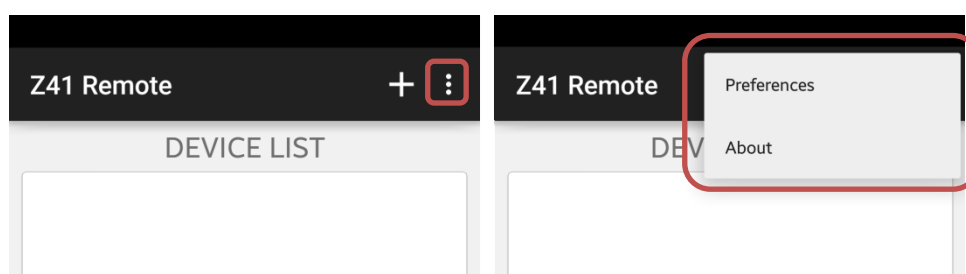 Z41 Remote
DEVICE LIST
Z41 Remote
Preferences
DEV
About